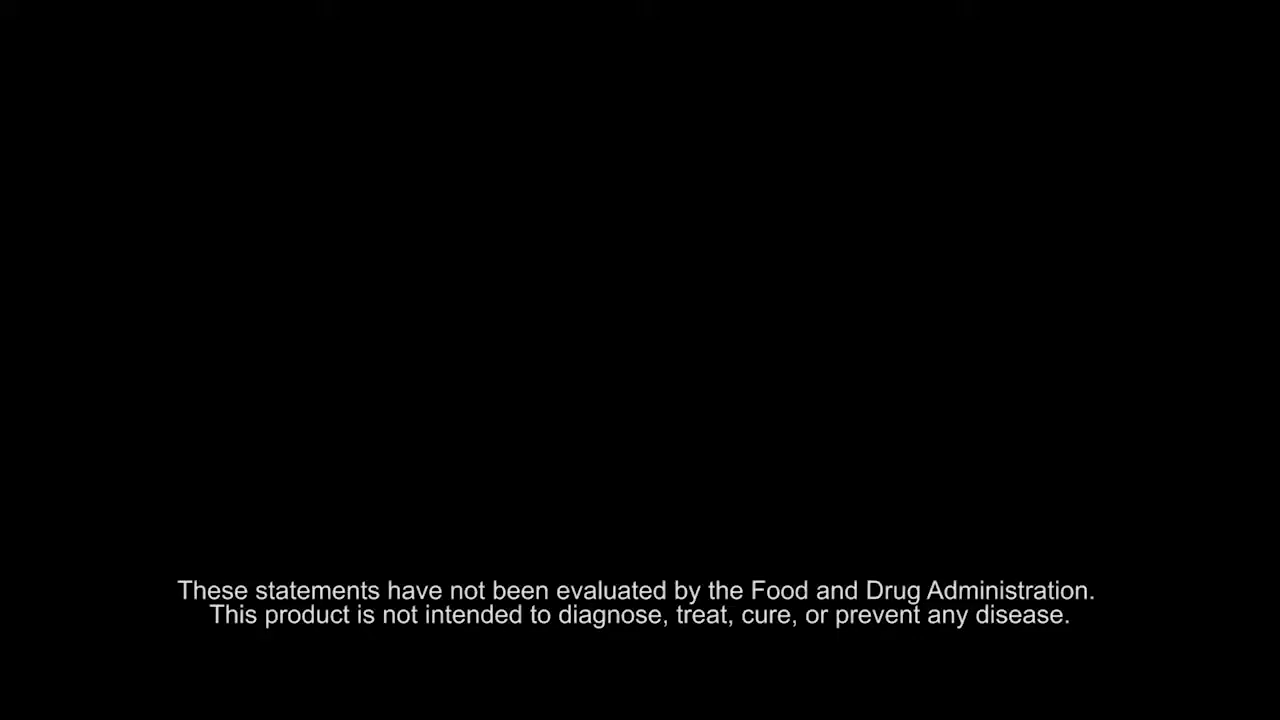 These statements have not been evaluated by the Food and Drug Administration.
This product is not intended to diagnose, treat, cure, or prevent any disease.